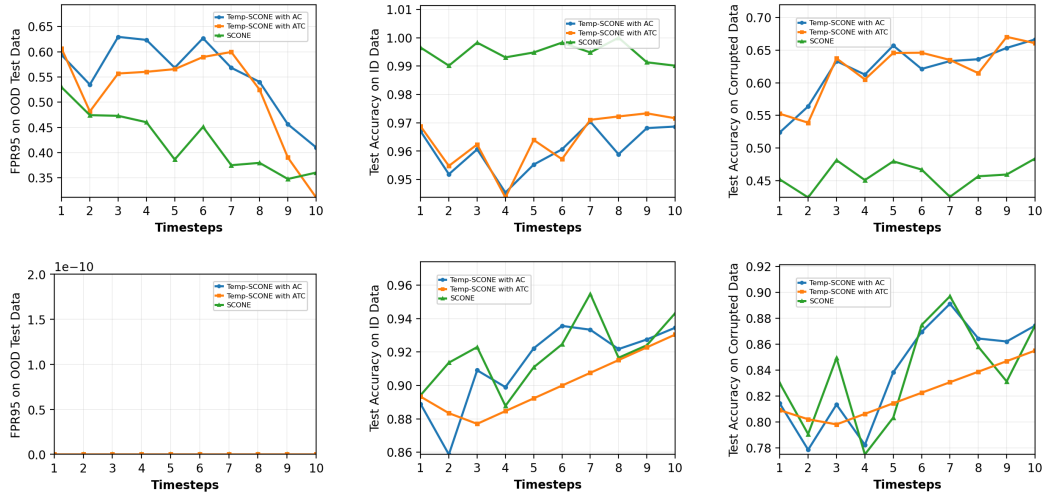 FPR95 on OOD Test Data
0.65
0.60
0.55
0.50
0.45
0.40
0.35
Temp-SCONE with AC
Temp-SCONE with ATC
SCONE
1 2 3 4 5 6 7 8 9 10
Timesteps
Test Accuracy on ID Data
1.01
1.00
0.99
0.98
0.97
0.96
0.95
Temp-SCONE with AC
Temp-SCONE with ATC
SCONE
1 2 3 4 5 6 7 8 9 10
Timesteps
Test Accuracy on Corrupted Data
0.70
0.65
0.60
0.55
0.50
0.45
Temp-SCONE with AC
Temp-SCONE with ATC
SCONE
1 2 3 4 5 6 7 8 9 10
Timesteps
FPR95 on OOD Test Data
1e−10
2.0
1.5
1.0
0.5
0.0
Temp-SCONE with AC
Temp-SCONE with ATC
SCONE
1 2 3 4 5 6 7 8 9 10
Timesteps
Test Accuracy on ID Data
0.96
0.94
0.92
0.90
0.88
0.86
Temp-SCONE with AC
Temp-SCONE with ATC
SCONE
1 2 3 4 5 6 7 8 9 10
Timesteps
Test Accuracy on Corrupted Data
0.92
0.90
0.88
0.86
0.84
0.82
0.80
0.78
Temp-SCONE with AC
Temp-SCONE with ATC
SCONE
1 2 3 4 5 6 7 8 9 10
Timesteps